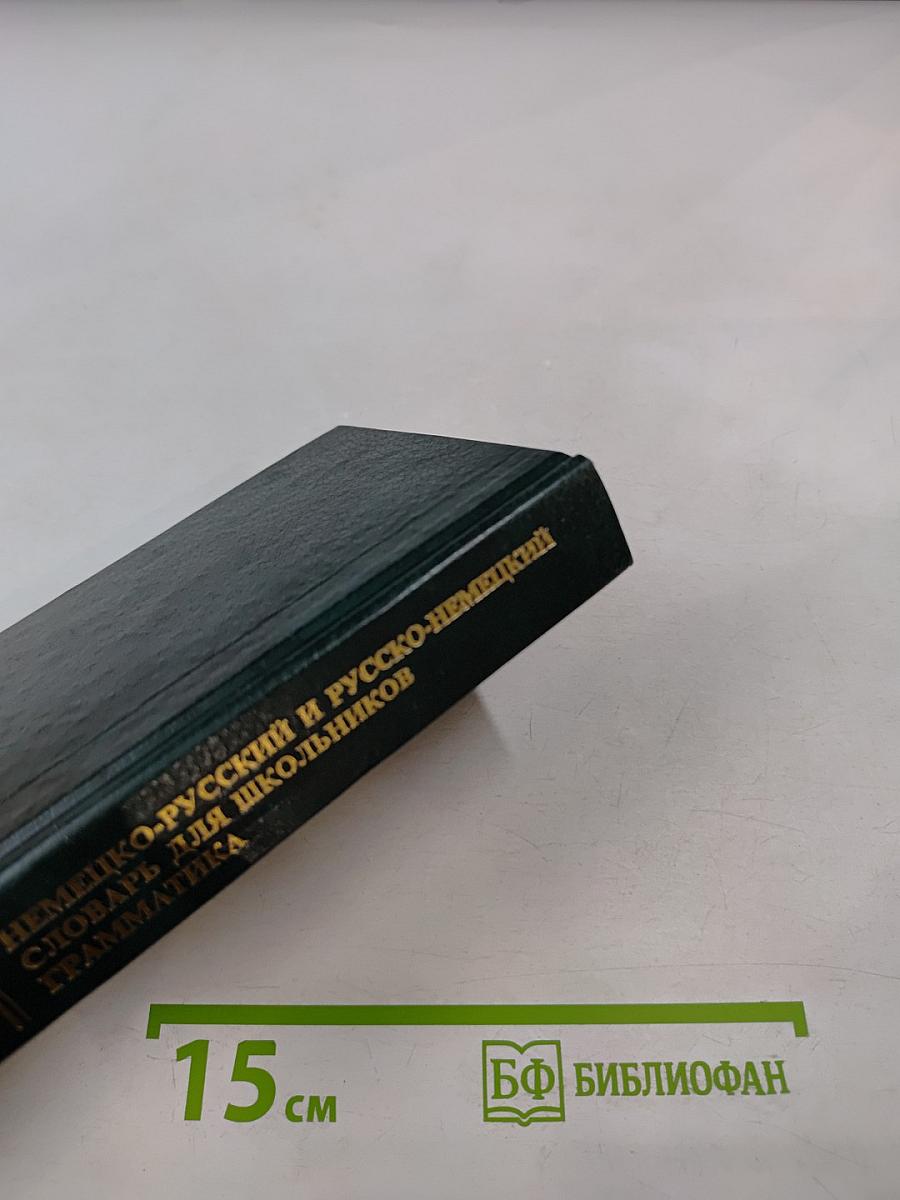 НЕМЕЦКО-РУССКИЙ И РУССКО-НЕМЕЦКИЙ
СЛОВАРЬ ДЛЯ ШКОЛЬНИКОВ
ГРАММАТИКА
15 см
БФ БИБЛИОФАН